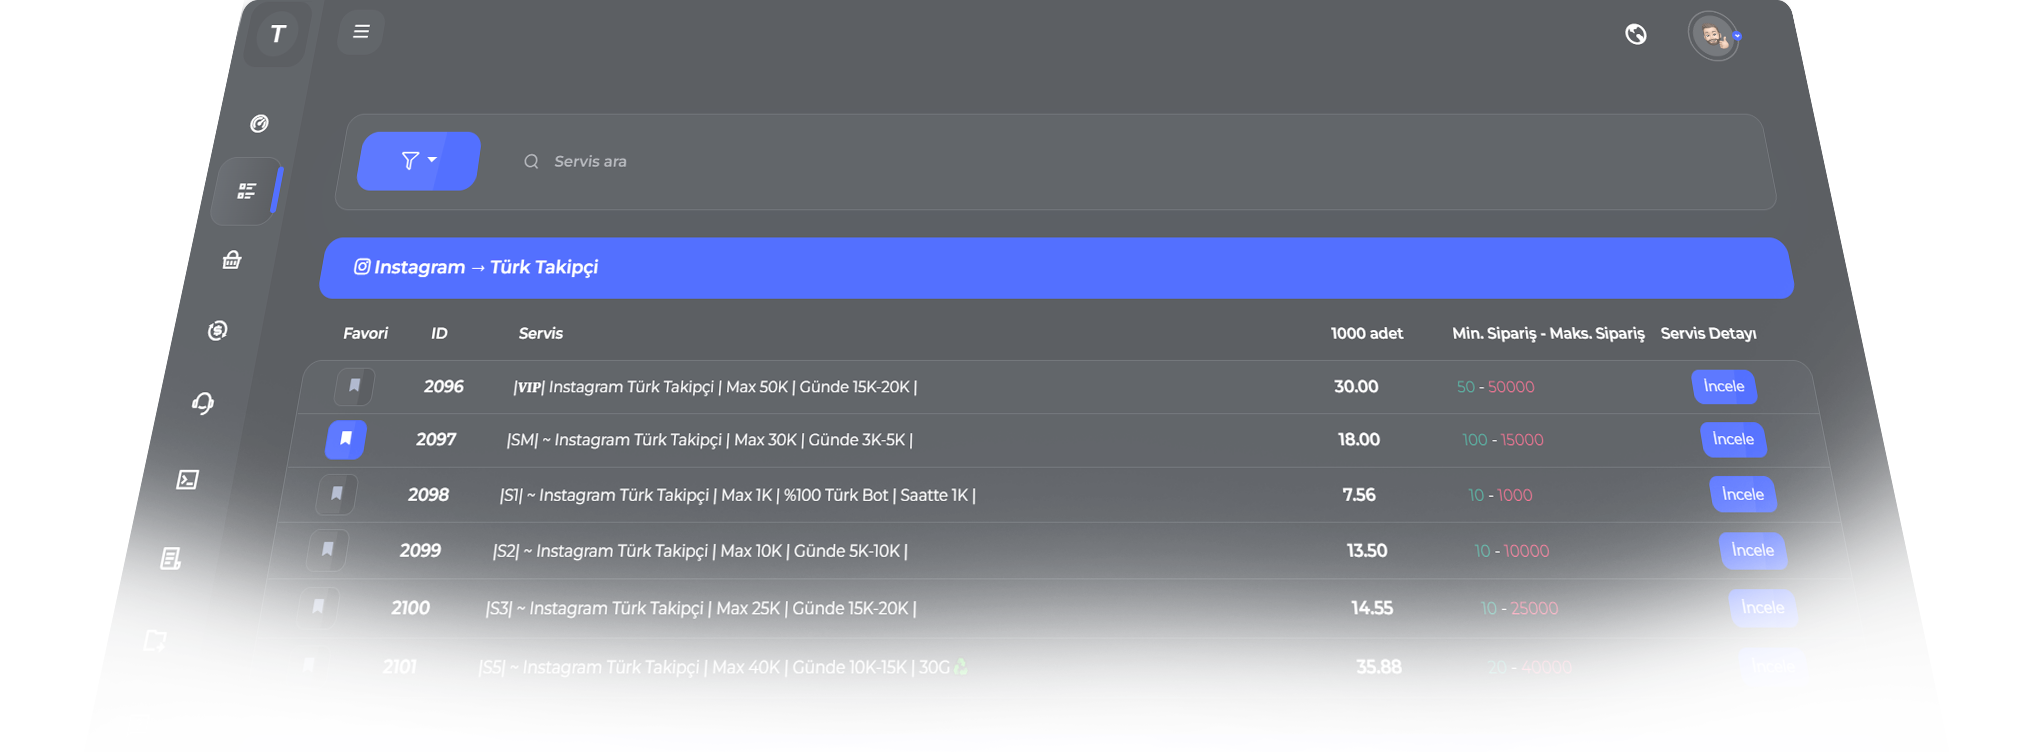 T
Servis ara
Instagram → Türk Takipçi
Favori ID Servis 1000 adet Min. Sipariş - Maks. Sipariş Servis Detayı
2096 |VIP| Instagram Türk Takipçi | Max 50K | Günde 15K-20K | 30.00 50 - 50000 İncele
2097 |SM| ~ Instagram Türk Takipçi | Max 30K | Günde 3K-5K | 18.00 100 - 15000 İncele
2098 |S1| ~ Instagram Türk Takipçi | Max 1K | %100 Türk Bot | Saatte 1K | 7.56 10 - 1000 İncele
2099 |S2| ~ Instagram Türk Takipçi | Max 10K | Günde 5K-10K | 13.50 10 - 10000 İncele
2100 |S3| ~ Instagram Türk Takipçi | Max 25K | Günde 15K-20K | 14.55 10 - 25000 İncele
2101 |S5| ~ Instagram Türk Takipçi | Max 40K | Günde 10K-15K | 30G♻ 35.88 20 - 40000 İncele